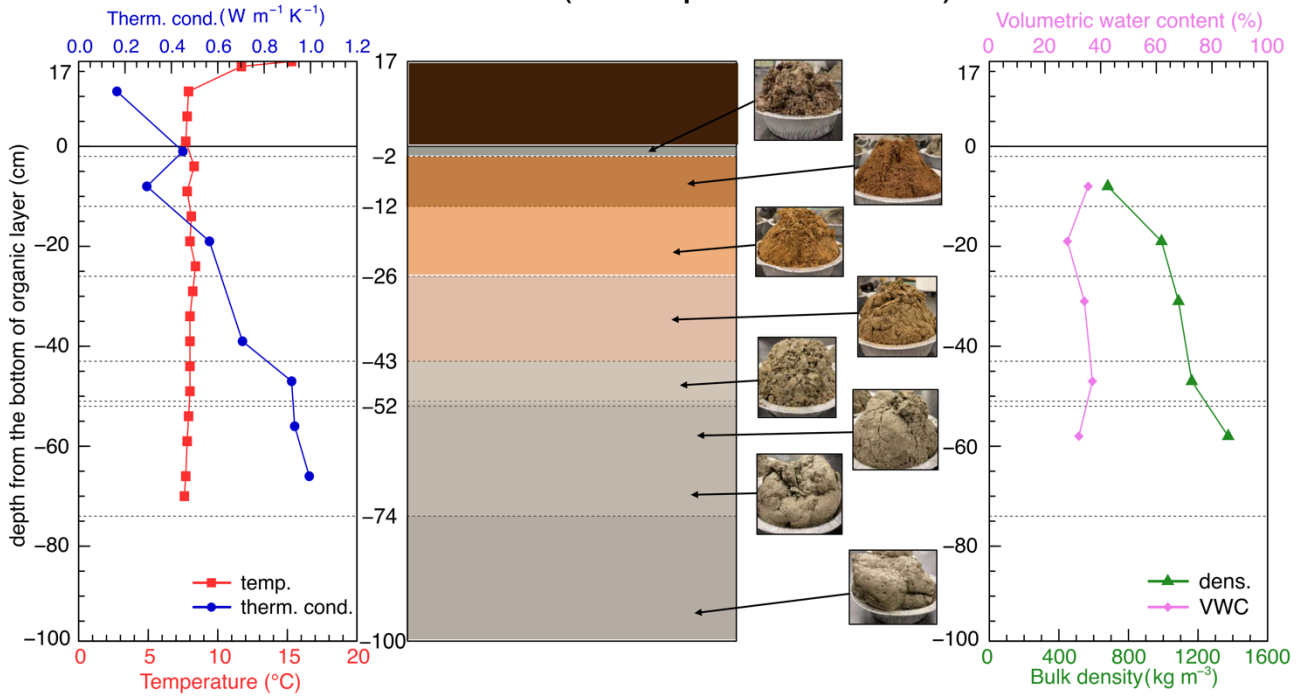 Therm. cond. (W m⁻¹ K⁻¹)
0.0 0.2 0.4 0.6 0.8 1.0 1.2
17
0
−20
−40
−60
−80
−100
depth from the bottom of organic layer (cm)
temp.
therm. cond.
0 5 10 15 20
Temperature (°C)
17
−2
−12
−26
−43
−52
−74
−100
Volumetric water content (%)
0 20 40 60 80 100
17
0
−20
−40
−60
−80
−100
dens.
VWC
0 400 800 1200 1600
Bulk density (kg m⁻³)